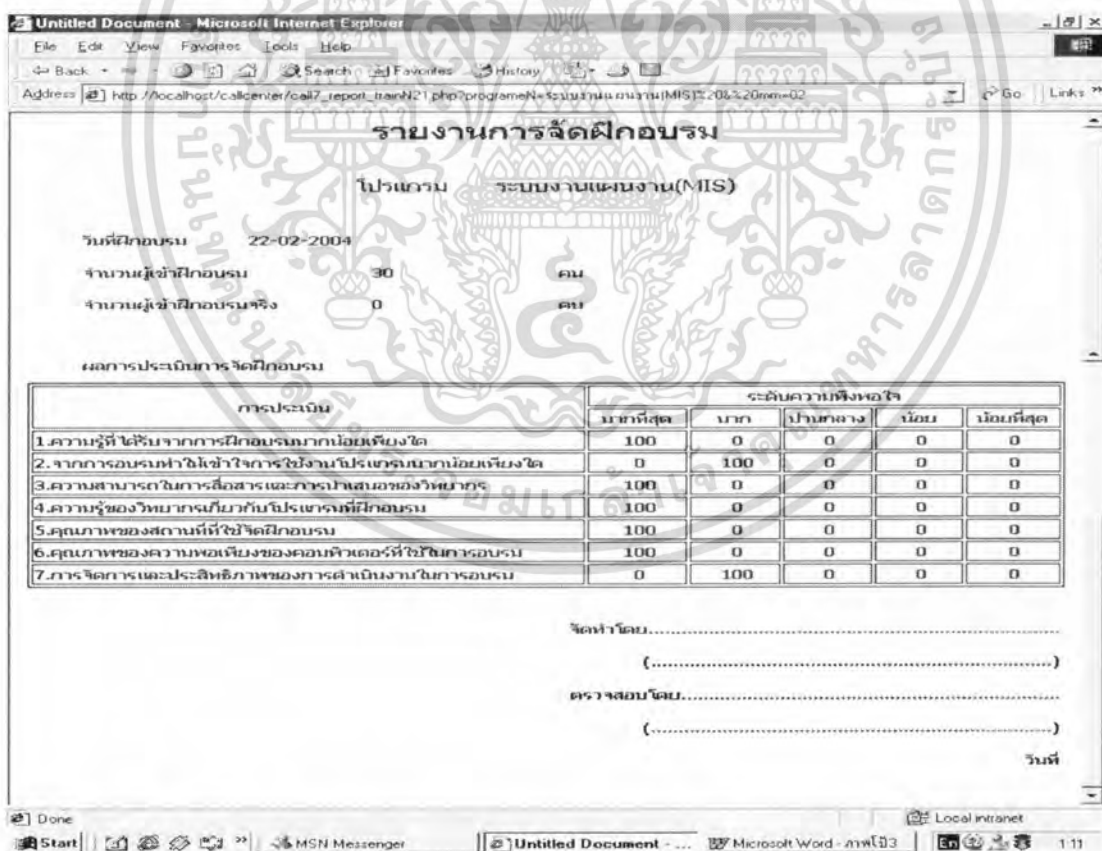 Untitled Document - Microsoft Internet Explorer
File Edit View Favorites Tools Help
Back Search Favorites History
Address http://localhost/callcenter/call7_report_trainN21.php?programeN=ระบบงานแผนงาน(MIS)%20&%20mm=02 Go Links »
รายงานการจัดฝึกอบรม
โปรแกรม ระบบงานแผนงาน(MIS)
วันที่ฝึกอบรม 22-02-2004
จำนวนผู้เข้าฝึกอบรม 30 คน
จำนวนผู้เข้าฝึกอบรมจริง 0 คน
ผลการประเมินการจัดฝึกอบรม
การประเมิน ระดับความพึงพอใจ
มากที่สุด มาก ปานกลาง น้อย น้อยที่สุด
1.ความรู้ที่ได้รับจากการฝึกอบรมมากน้อยเพียงใด 100 0 0 0 0
2.จากการอบรมทำให้เข้าใจการใช้งานโปรแกรมมากน้อยเพียงใด 0 100 0 0 0
3.ความสามารถในการสื่อสารและการนำเสนอของวิทยากร 100 0 0 0 0
4.ความรู้ของวิทยากรเกี่ยวกับโปรแกรมที่ฝึกอบรม 100 0 0 0 0
5.คุณภาพของสถานที่ที่ใช้จัดฝึกอบรม 100 0 0 0 0
6.คุณภาพของความพอเพียงของคอมพิวเตอร์ที่ใช้ในการอบรม 100 0 0 0 0
7.การจัดการและประสิทธิภาพของการดำเนินงานในการอบรม 0 100 0 0 0
จัดทำโดย..........................................................................
(..........................................................................)
ตรวจสอบโดย..........................................................................
(..........................................................................)
วันที่
Done Local intranet
Start » MSN Messenger Untitled Document - ... Microsoft Word - ภาพโป3 En 1:11